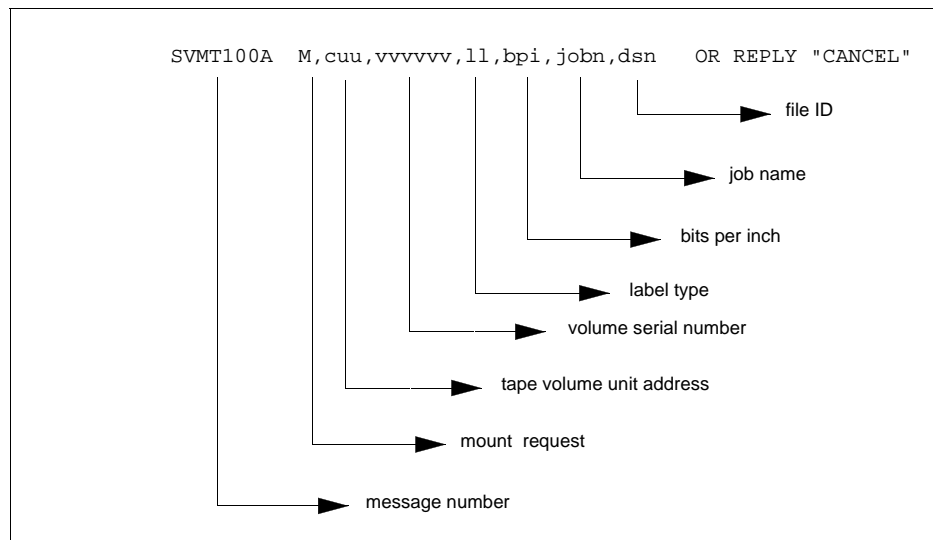 SVMT100A M,cuu,vvvvvv,ll,bpi,jobn,dsn OR REPLY "CANCEL"
file ID
job name
bits per inch
label type
volume serial number
tape volume unit address
mount request
message number